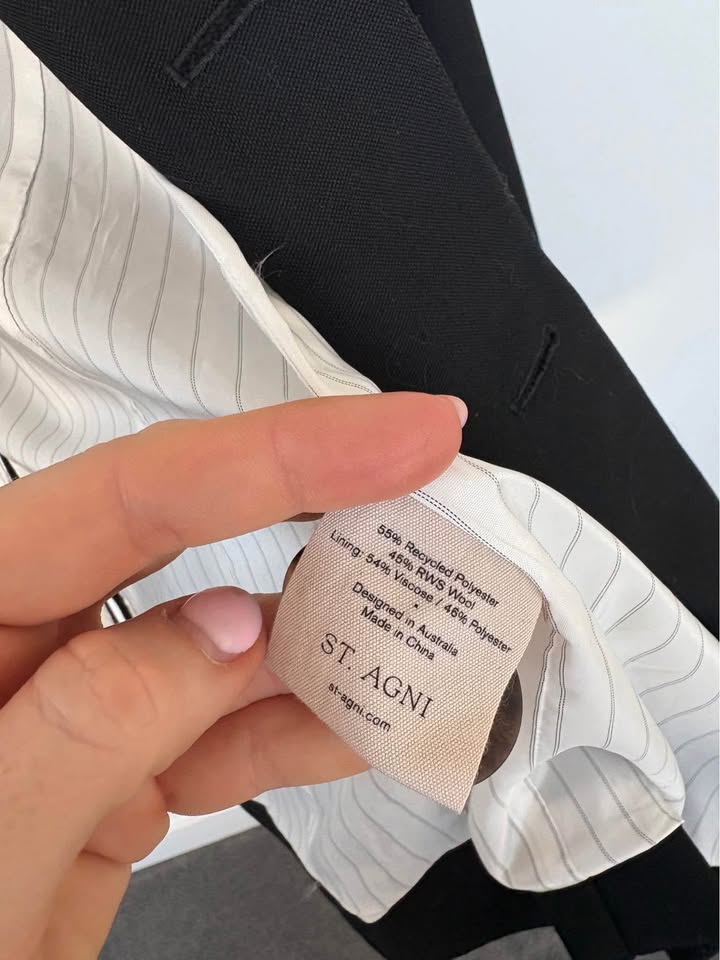 55% Recycled Polyester
45% RWS Wool
Lining: 54% Viscose / 46% Polyester
•
Designed in Australia
Made in China
ST. AGNI
st-agni.com